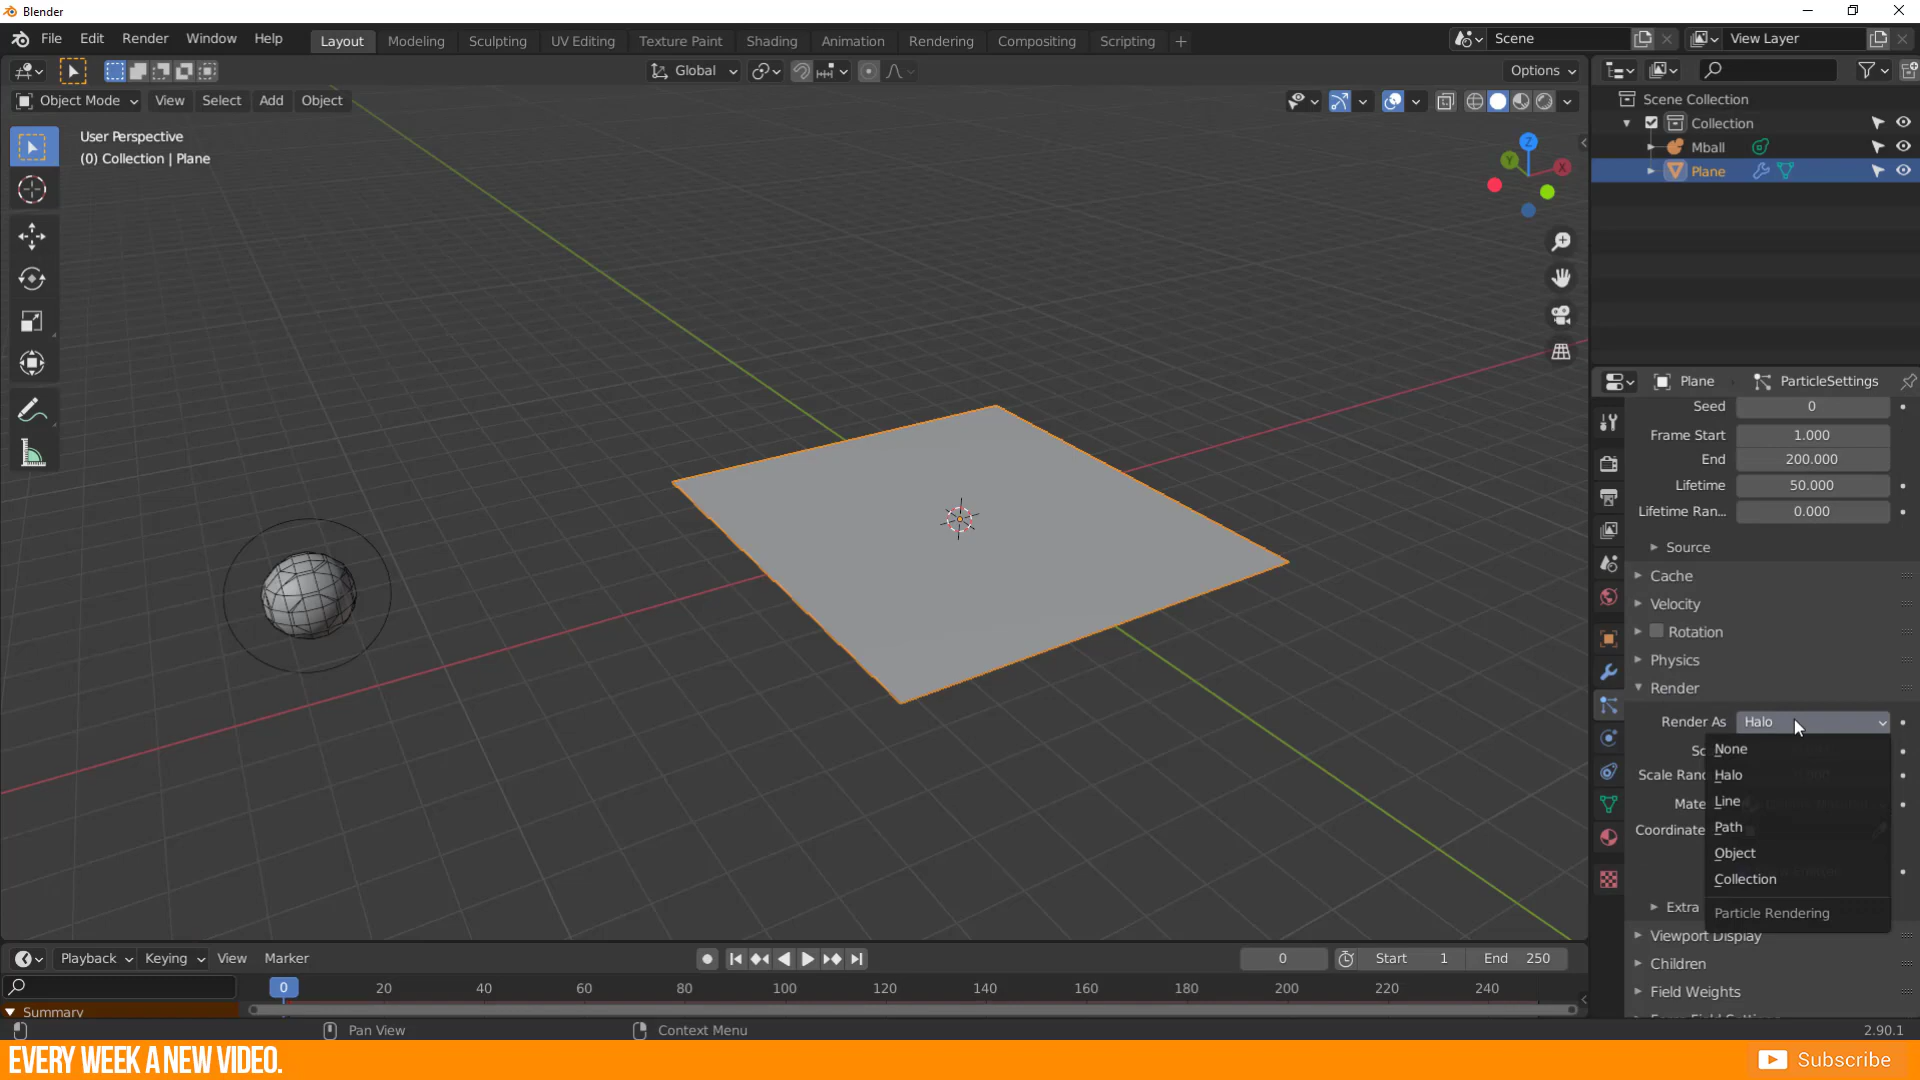 Blender
File Edit Render Window Help Layout Modeling Sculpting UV Editing Texture Paint Shading Animation Rendering Compositing Scripting + Scene View Layer
Global Options
Object Mode View Select Add Object
User Perspective
(0) Collection | Plane
Z
Y
X
Scene Collection
Collection
Mball
Plane
Plane ParticleSettings
Seed 0
Frame Start 1.000
End 200.000
Lifetime 50.000
Lifetime Ran... 0.000
Source
Cache
Velocity
Rotation
Physics
Render
Render As Halo
None
Sc
Halo
Scale Ran
Line
Mate
Path
Coordinate
Object
Collection
Extra
Particle Rendering
Viewport Display
Children
Field Weights
Playback Keying View Marker 0 Start 1 End 250
0 20 40 60 80 100 120 140 160 180 200 220 240
Summary
Pan View Context Menu 2.90.1
EVERY WEEK A NEW VIDEO. Subscribe